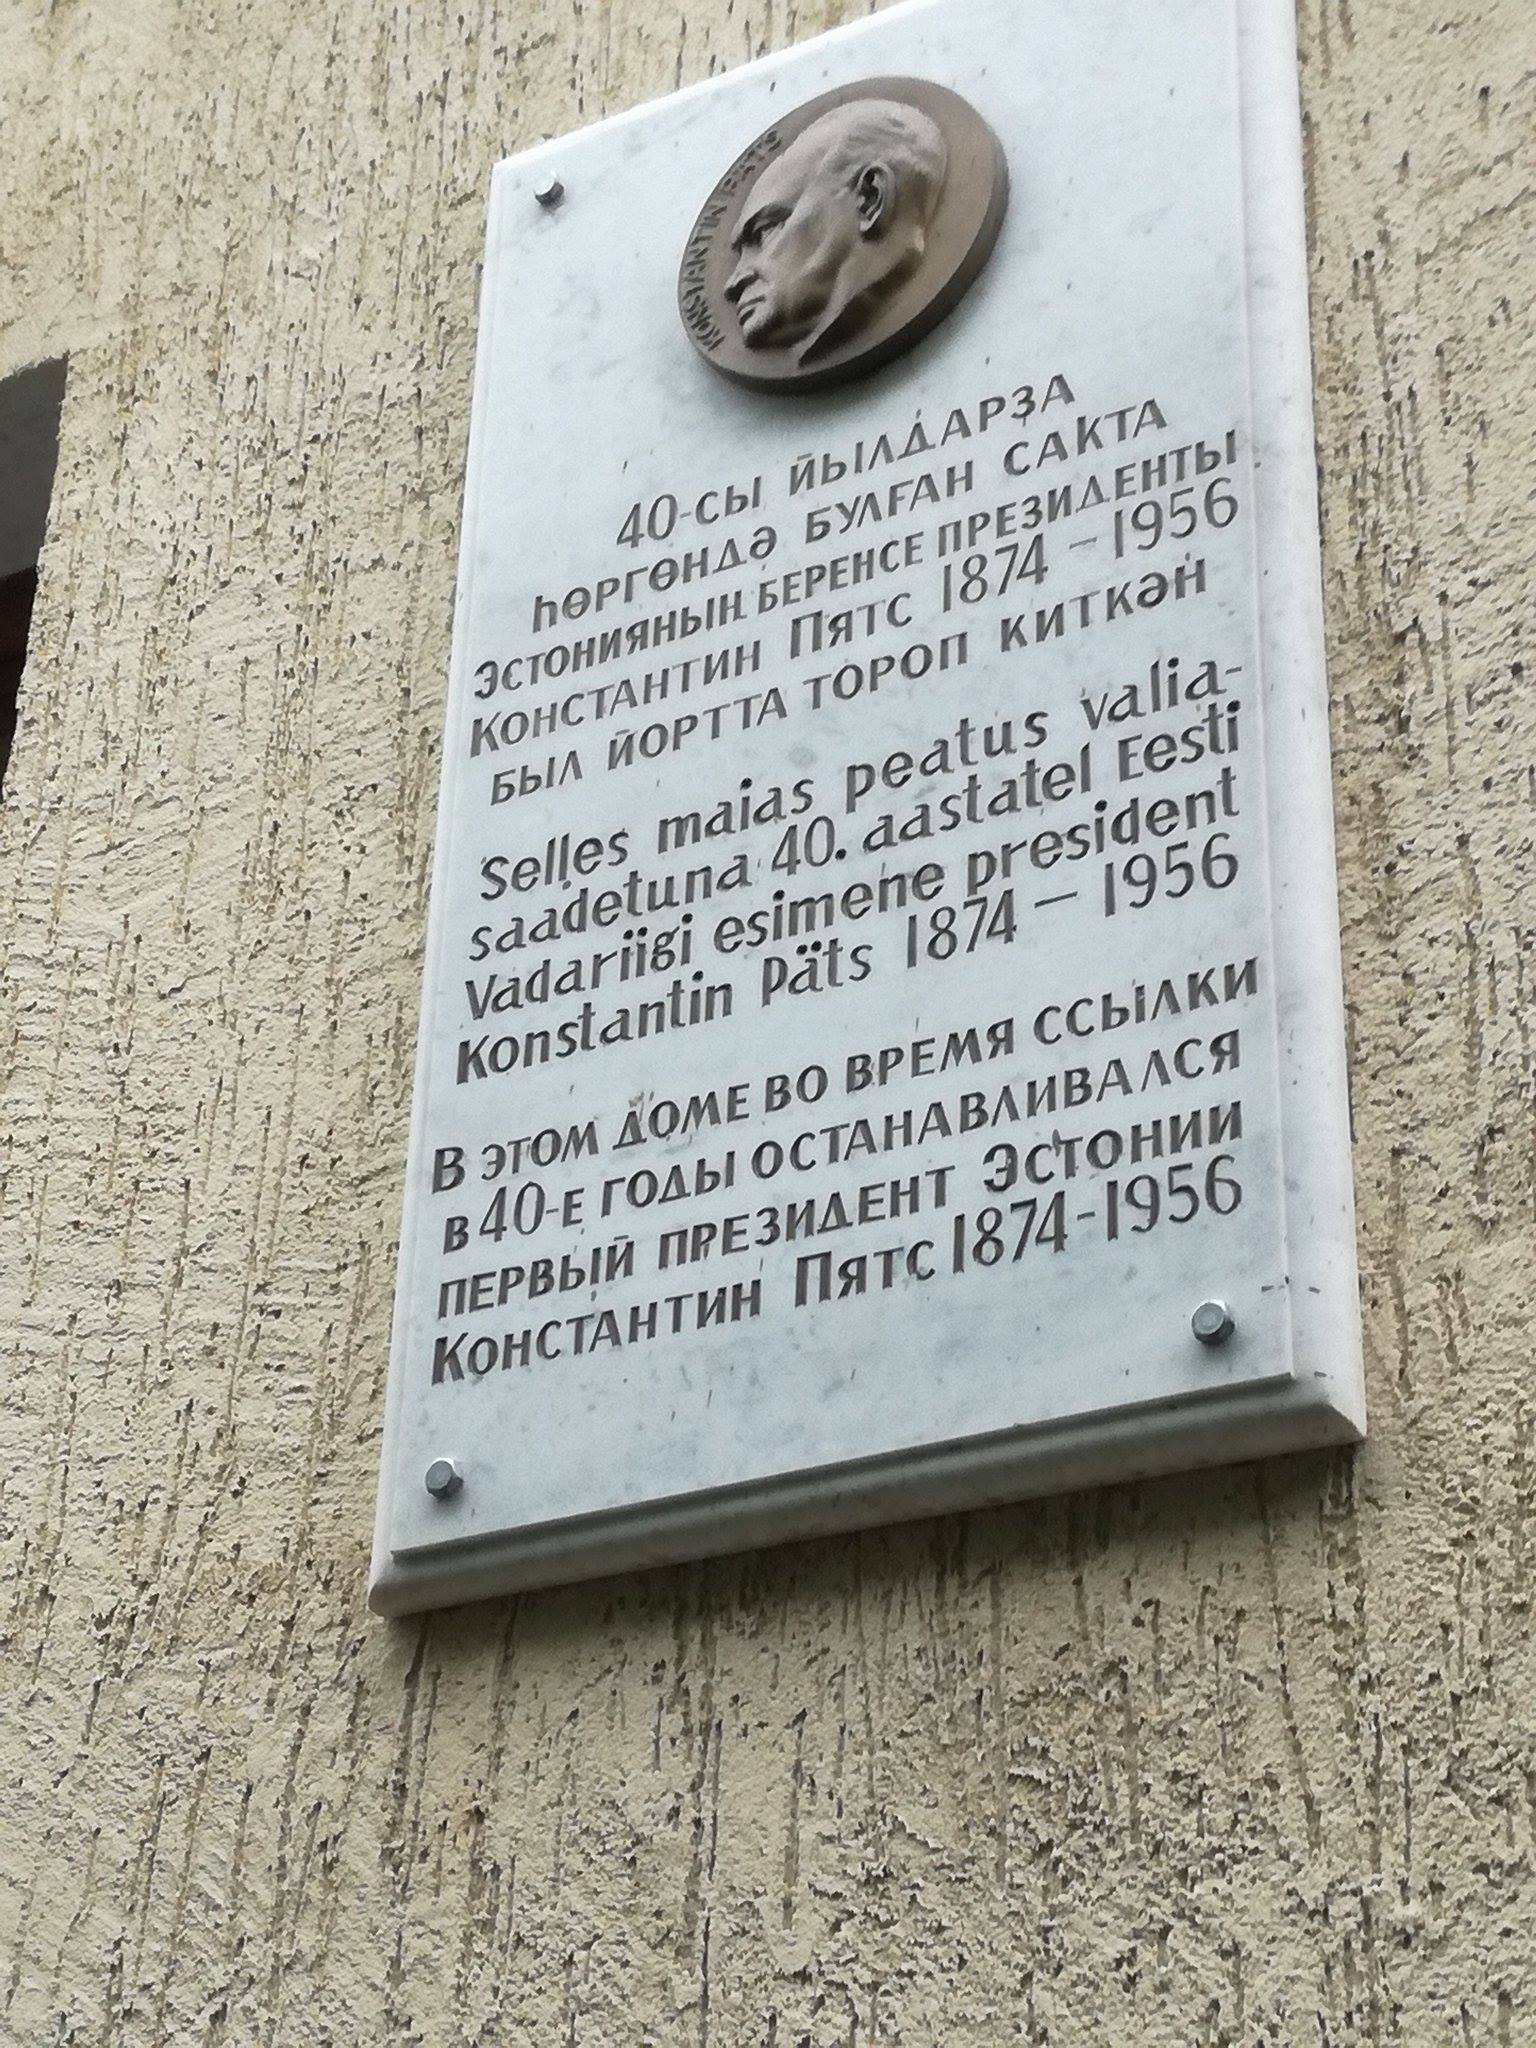 KONSTANTIN PÄTS
40-СЫ ЙЫЛДАРҘА
ҺӨРГӨНДӘ БУЛҒАН САКТА
ЭСТОНИЯНЫҢ БЕРЕНСЕ ПРЕЗИДЕНТЫ
КОНСТАНТИН ПЯТС 1874 – 1956
БЫЛ ЙОРТТА ТОРОП КИТКӘН
Selles maias peatus valia-
saadetuna 40. aastatel Eesti
Vadariigi esimene president
Konstantin Päts 1874 – 1956
В ЭТОМ ДОМЕ ВО ВРЕМЯ ССЫЛКИ
В 40-Е ГОДЫ ОСТАНАВЛИВАЛСЯ
ПЕРВЫЙ ПРЕЗИДЕНТ ЭСТОНИИ
КОНСТАНТИН ПЯТС 1874-1956